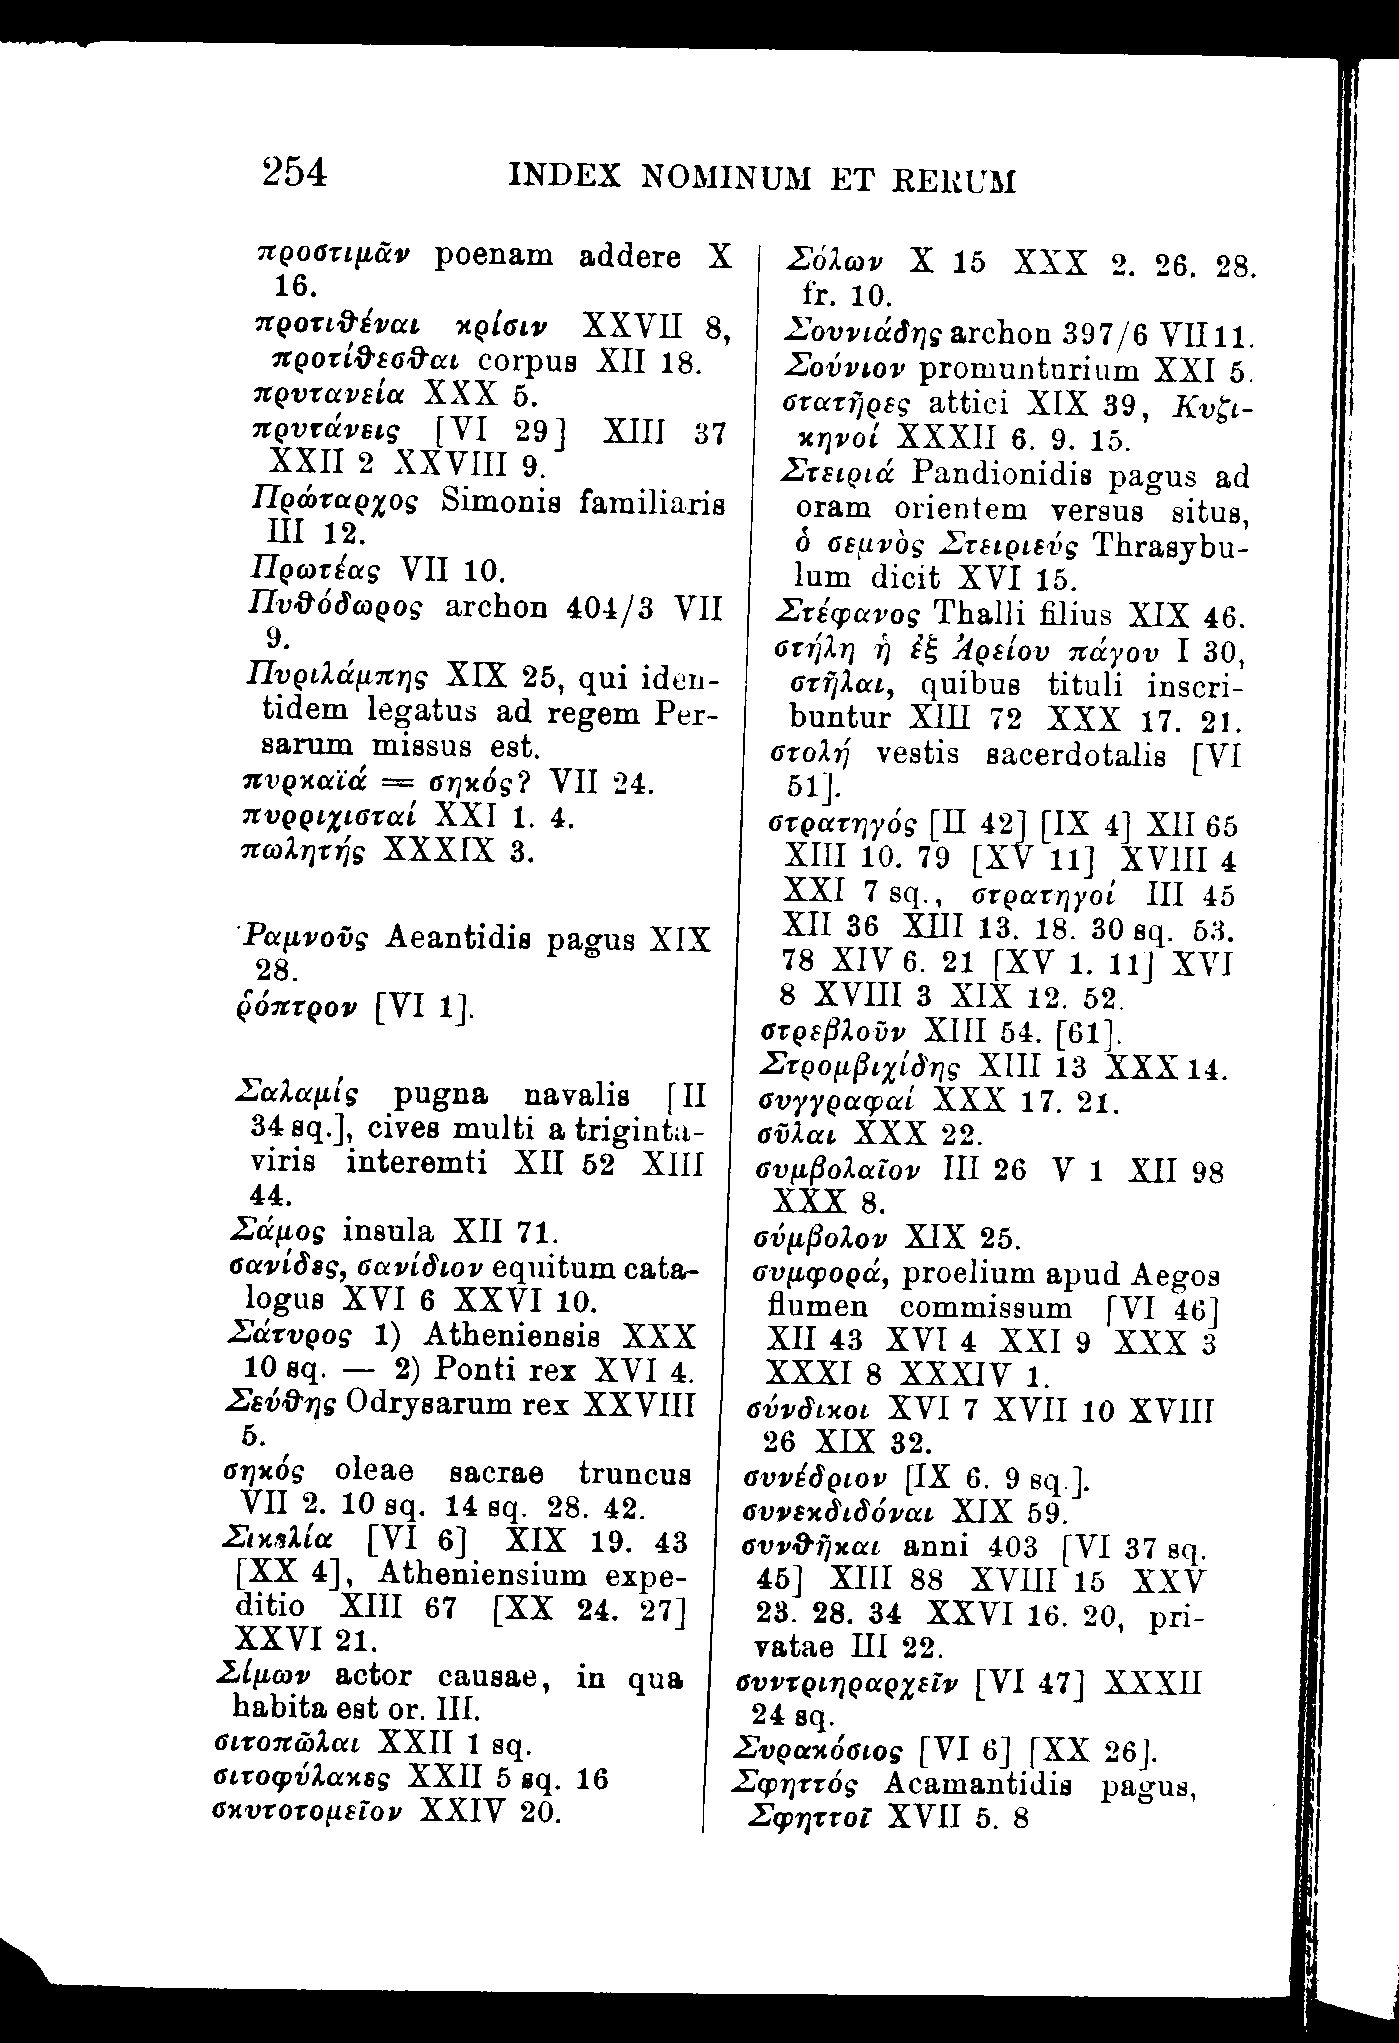 254 INDEX NOMINUM ET RERUM
προστιμᾶν poenam addere X
16.
προτιθέναι κρίσιν XXVII 8,
προτίθεσθαι corpus XII 18.
πρυτανεία XXX 5.
πρυτάνεις [VI 29] XIII 37
XXII 2 XXVIII 9.
Πρώταρχος Simonis familiaris
III 12.
Πρωτέας VII 10.
Πυθόδωρος archon 404/3 VII
9.
Πυριλάμπης XIX 25, qui iden-
tidem legatus ad regem Per-
sarum missus est.
πυρκαϊά = σηκός? VII 24.
πυρριχισταί XXI 1. 4.
πωλητής XXXIX 3.
Ῥαμνοῦς Aeantidis pagus XIX
28.
ῥόπτρον [VI 1].
Σαλαμίς pugna navalis [II
34 sq.], cives multi a triginta-
viris interemti XII 52 XIII
44.
Σάμος insula XII 71.
σανίδες, σανίδιον equitum cata-
logus XVI 6 XXVI 10.
Σάτυρος 1) Atheniensis XXX
10 sq. — 2) Ponti rex XVI 4.
Σεύθης Odrysarum rex XXVIII
5.
σηκός oleae sacrae truncus
VII 2. 10 sq. 14 sq. 28. 42.
Σικελία [VI 6] XIX 19. 43
[XX 4], Atheniensium expe-
ditio XIII 67 [XX 24. 27]
XXVI 21.
Σίμων actor causae, in qua
habita est or. III.
σιτοπῶλαι XXII 1 sq.
σιτοφύλακες XXII 5 sq. 16
σκυτοτομεῖον XXIV 20.
Σόλων X 15 XXX 2. 26. 28.
fr. 10.
Σουνιάδης archon 397/6 VII 11.
Σούνιον promunturium XXI 5.
στατῆρες attici XIX 39, Κυζι-
κηνοί XXXII 6. 9. 15.
Στειριά Pandionidis pagus ad
oram orientem versus situs,
ὁ σεμνὸς Στειριεύς Thrasybu-
lum dicit XVI 15.
Στέφανος Thalli filius XIX 46.
στήλη ἡ ἐξ Ἀρείου πάγου I 30,
στῆλαι, quibus tituli inscri-
buntur XIII 72 XXX 17. 21.
στολή vestis sacerdotalis [VI
51].
στρατηγός [II 42] [IX 4] XII 65
XIII 10. 79 [XV 11] XVIII 4
XXI 7 sq., στρατηγοί III 45
XII 36 XIII 13. 18. 30 sq. 53.
78 XIV 6. 21 [XV 1. 11] XVI
8 XVIII 3 XIX 12. 52.
στρεβλοῦν XIII 54. [61].
Στρομβιχίδης XIII 13 XXX 14.
συγγραφαί XXX 17. 21.
σῦλαι XXX 22.
συμβολαῖον III 26 V 1 XII 98
XXX 8.
σύμβολον XIX 25.
συμφορά, proelium apud Aegos
flumen commissum [VI 46]
XII 43 XVI 4 XXI 9 XXX 3
XXXI 8 XXXIV 1.
σύνδικοι XVI 7 XVII 10 XVIII
26 XIX 32.
συνέδριον [IX 6. 9 sq.].
συνεκδιδόναι XIX 59.
συνθῆκαι anni 403 [VI 37 sq.
45] XIII 88 XVIII 15 XXV
23. 28. 34 XXVI 16. 20, pri-
vatae III 22.
συντριηραρχεῖν [VI 47] XXXII
24 sq.
Συρακόσιος [VI 6] [XX 26].
Σφηττός Acamantidis pagus,
Σφηττοῖ XVII 5. 8